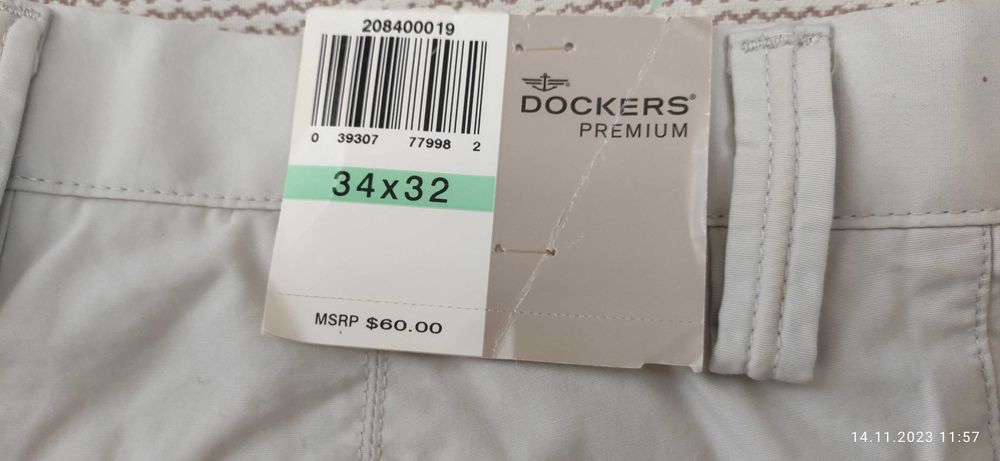 208400019
0 39307 77998 2
34x32
MSRP $60.00
DOCKERS®
PREMIUM
14.11.2023 11:57